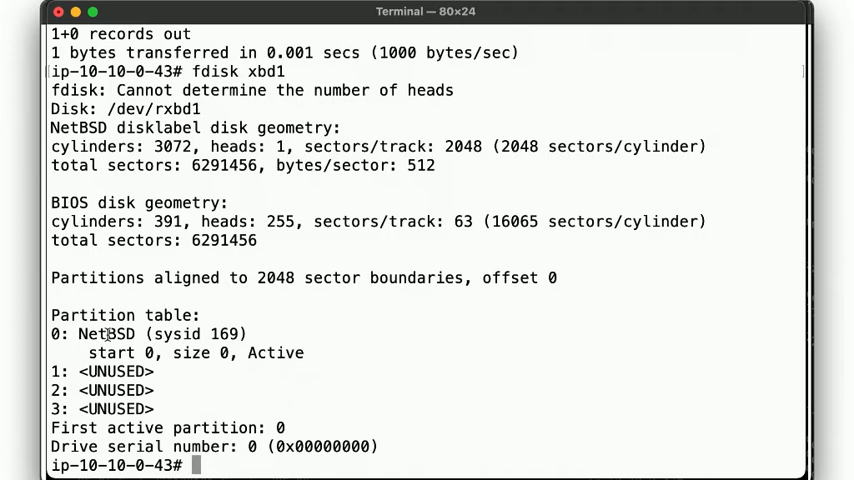 Terminal — 80×24
1+0 records out
1 bytes transferred in 0.001 secs (1000 bytes/sec)
ip-10-10-0-43# fdisk xbd1
fdisk: Cannot determine the number of heads
Disk: /dev/rxbd1
NetBSD disklabel disk geometry:
cylinders: 3072, heads: 1, sectors/track: 2048 (2048 sectors/cylinder)
total sectors: 6291456, bytes/sector: 512
BIOS disk geometry:
cylinders: 391, heads: 255, sectors/track: 63 (16065 sectors/cylinder)
total sectors: 6291456
Partitions aligned to 2048 sector boundaries, offset 0
Partition table:
0: NetBSD (sysid 169)
start 0, size 0, Active
1: <UNUSED>
2: <UNUSED>
3: <UNUSED>
First active partition: 0
Drive serial number: 0 (0x00000000)
ip-10-10-0-43#